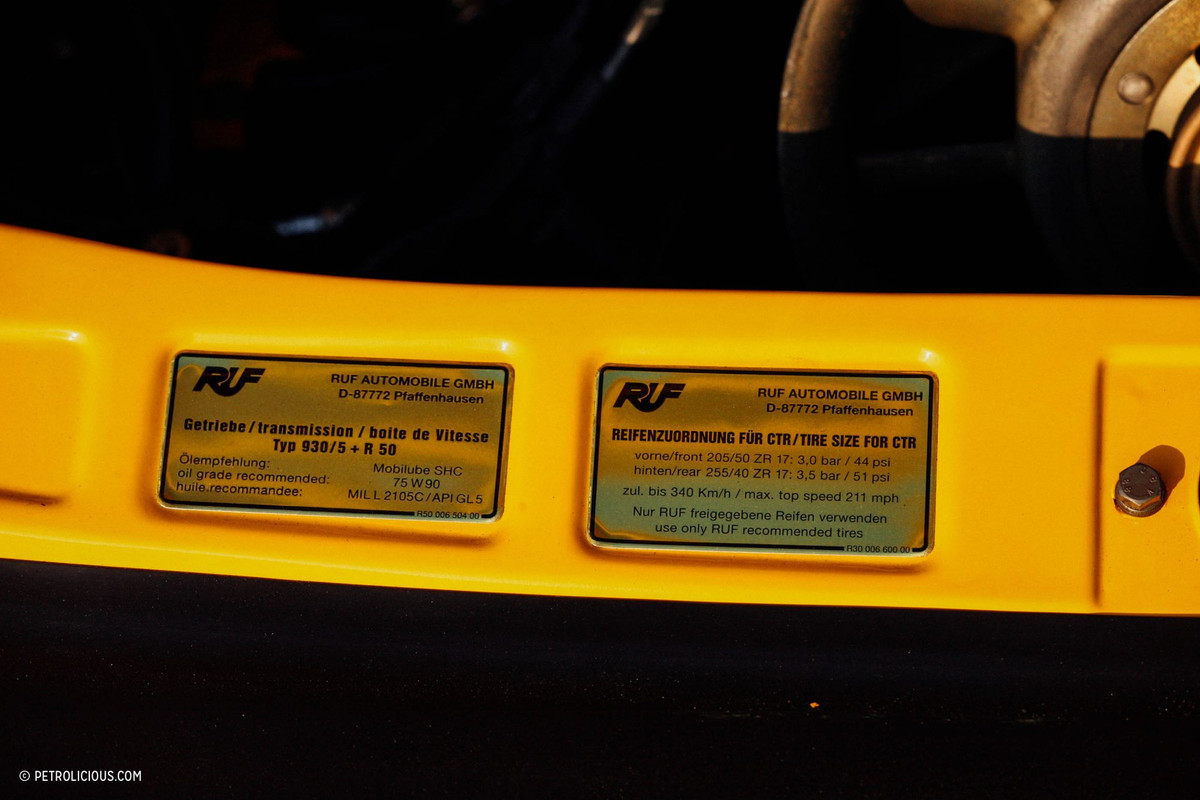 RUF
RUF AUTOMOBILE GMBH
D-87772 Pfaffenhausen
Getriebe/transmission / boite de Vitesse
Typ 930/5 + R 50
Ölempfehlung:
oil grade recommended:
huile.recommandee:
Mobilube SHC
75 W 90
MIL L 2105C/API GL5
R50 006 504 00
RUF
RUF AUTOMOBILE GMBH
D-87772 Pfaffenhausen
REIFENZUORDNUNG FÜR CTR/TIRE SIZE FOR CTR
vorne/front 205/50 ZR 17: 3,0 bar / 44 psi
hinten/rear 255/40 ZR 17: 3,5 bar / 51 psi
zul. bis 340 Km/h / max. top speed 211 mph
Nur RUF freigegebene Reifen verwenden
use only RUF recommended tires
R30 006 600 00
© PETROLICIOUS.COM